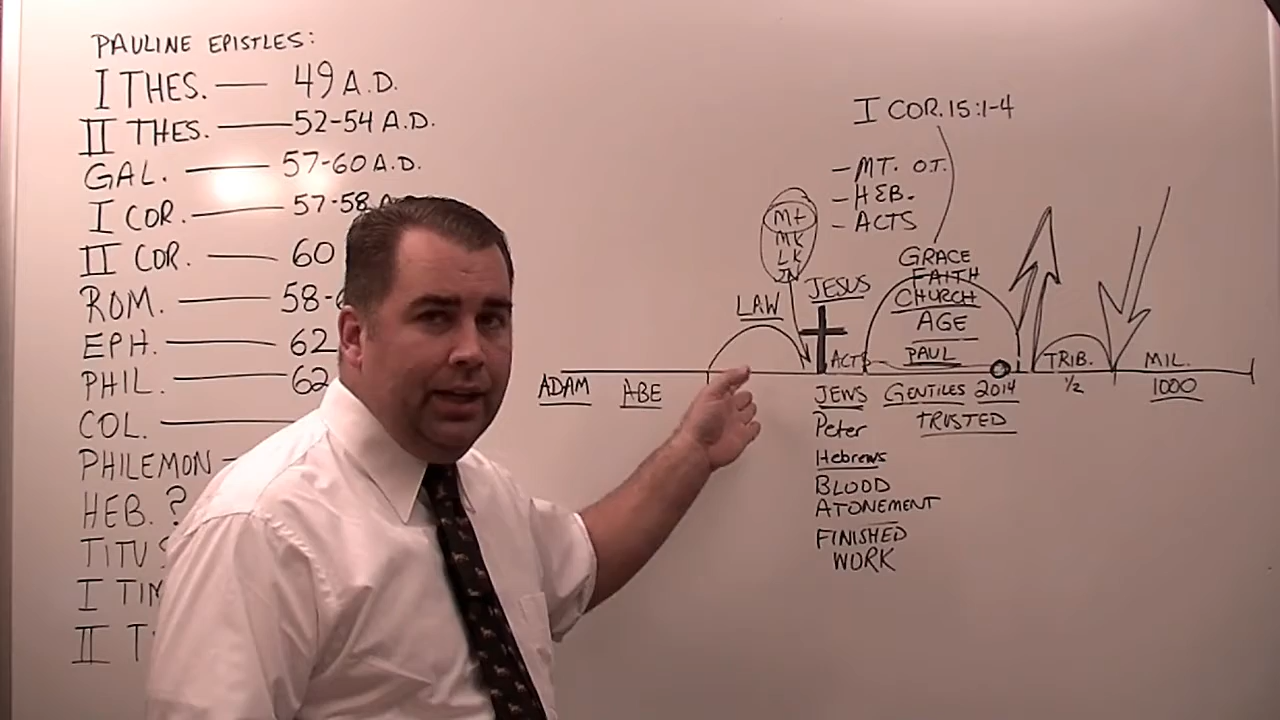 PAULINE EPISTLES:
I THES. — 49 A.D.
II THES. — 52-54 A.D.
GAL. — 57-60 A.D.
I COR. — 57-58 A.D.
II COR. — 60
ROM. — 58-
EPH. — 62
PHIL. — 62
COL. —
PHILEMON —
HEB. ?
TITUS
I TIM
II T
I COR. 15:1-4
- MT. O.T.
- HEB.
- ACTS
Mt
MK
LK
JN
LAW
JESUS
GRACE
FAITH
CHURCH
AGE
ACTS
PAUL
TRIB.
MIL.
ADAM
ABE
JEWS
GENTILES 2014
½
1000
Peter
TRUSTED
Hebrews
BLOOD
ATONEMENT
FINISHED
WORK